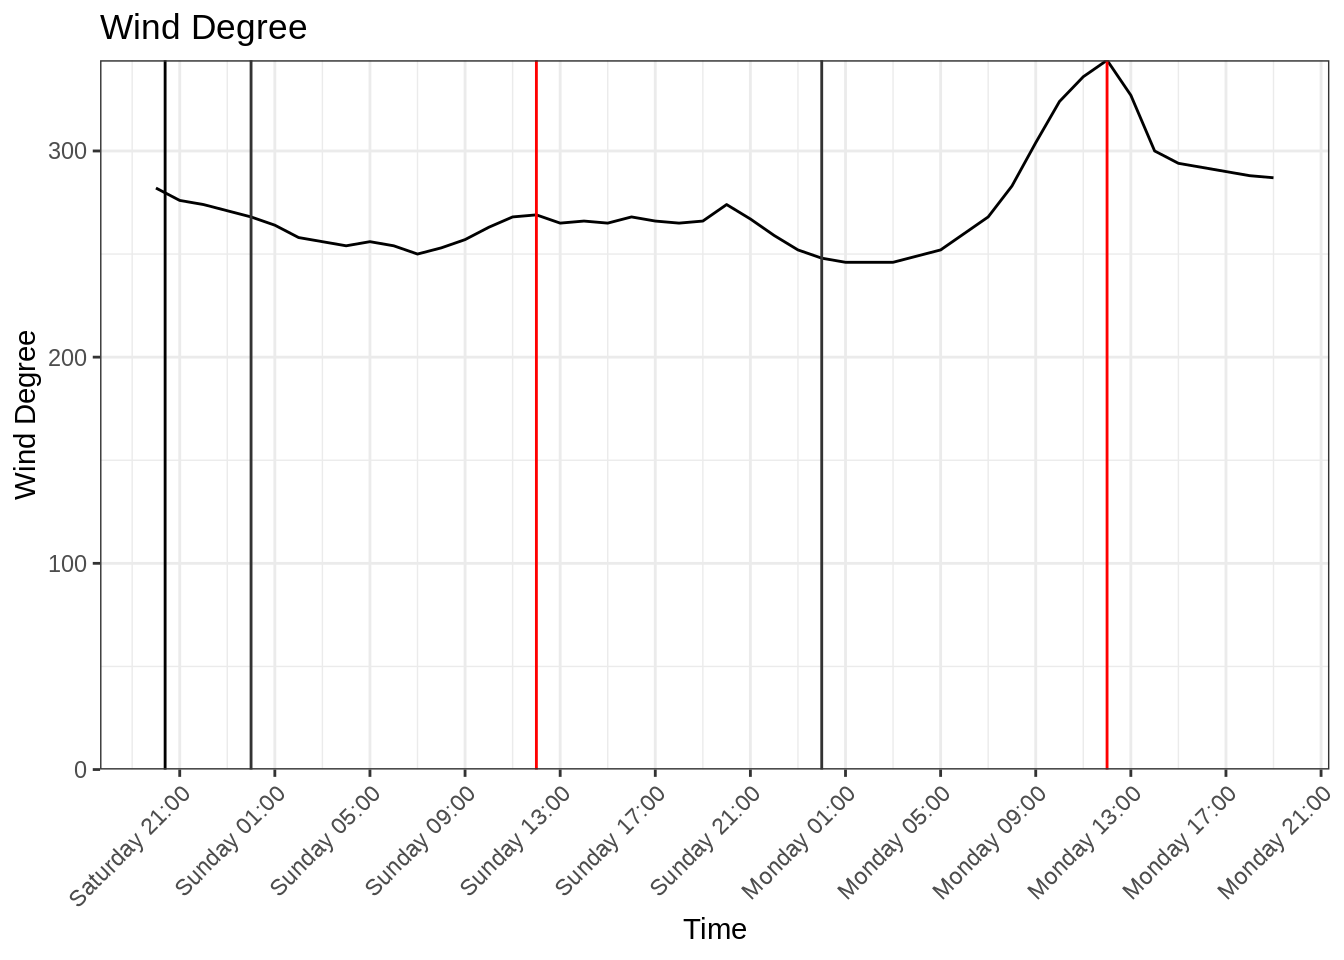 Wind Degree
Wind Degree
300
200
100
0
Saturday 21:00
Sunday 01:00
Sunday 05:00
Sunday 09:00
Sunday 13:00
Sunday 17:00
Sunday 21:00
Monday 01:00
Monday 05:00
Monday 09:00
Monday 13:00
Monday 17:00
Monday 21:00
Time